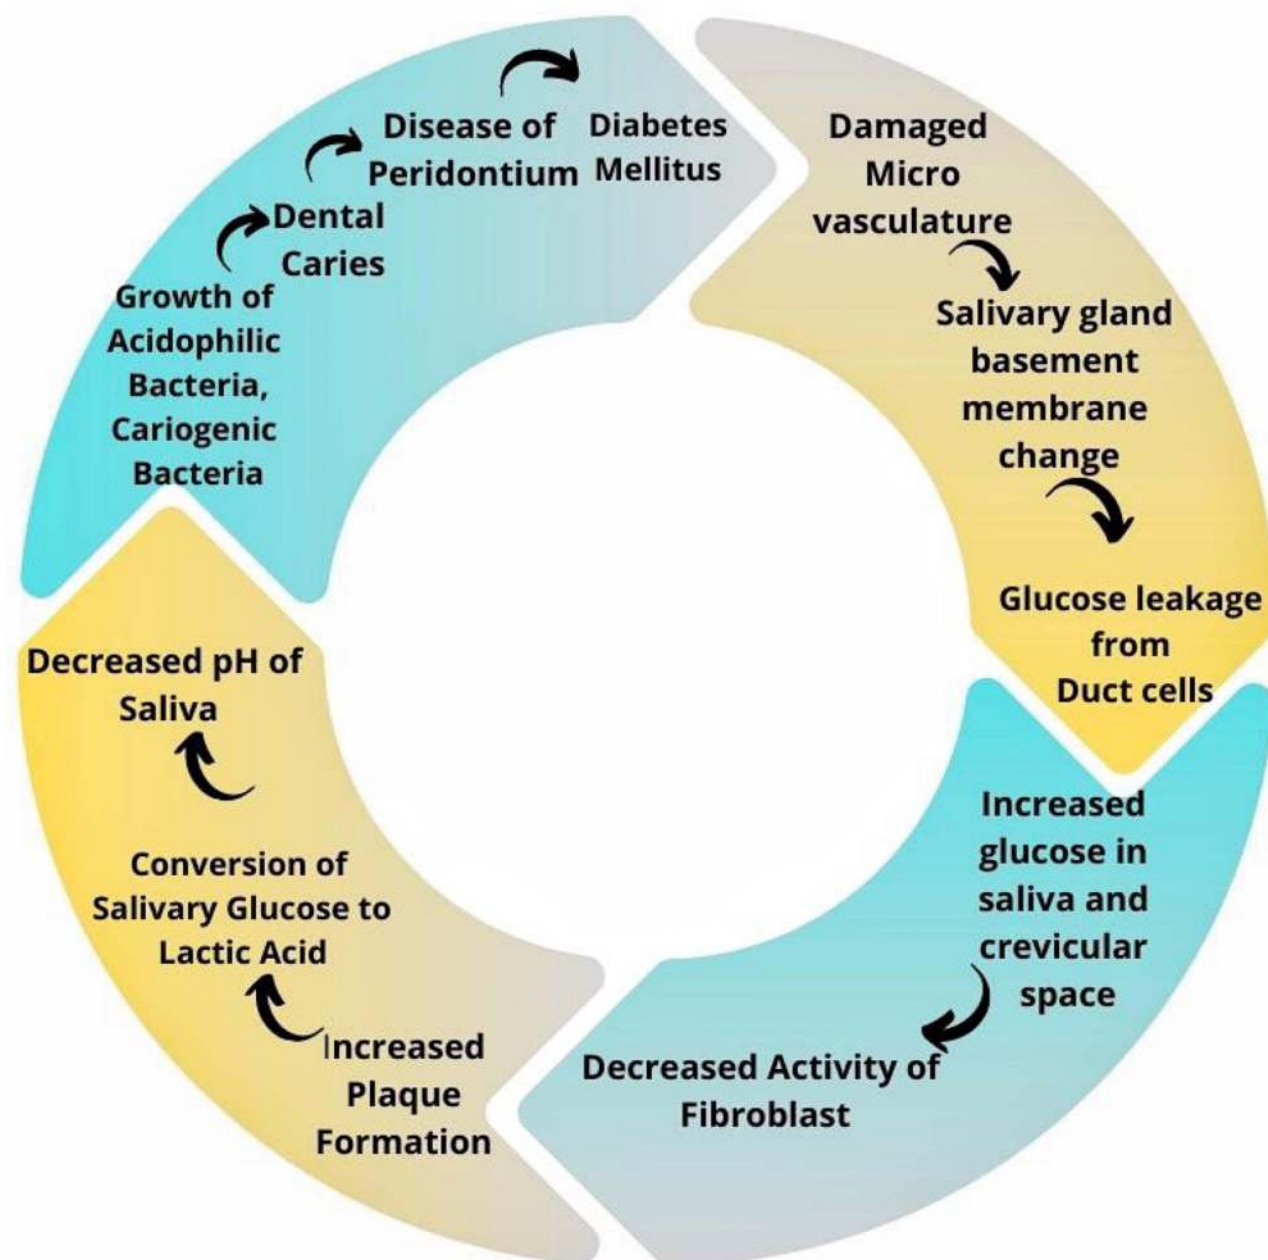 Disease of
Peridontium
Diabetes
Mellitus
Damaged
Micro
vasculature
Salivary gland
basement
membrane
change
Glucose leakage
from
Duct cells
Increased
glucose in
saliva and
crevicular
space
Decreased Activity of
Fibroblast
Increased
Plaque
Formation
Conversion of
Salivary Glucose to
Lactic Acid
Decreased pH of
Saliva
Growth of
Acidophilic
Bacteria,
Cariogenic
Bacteria
Dental
Caries